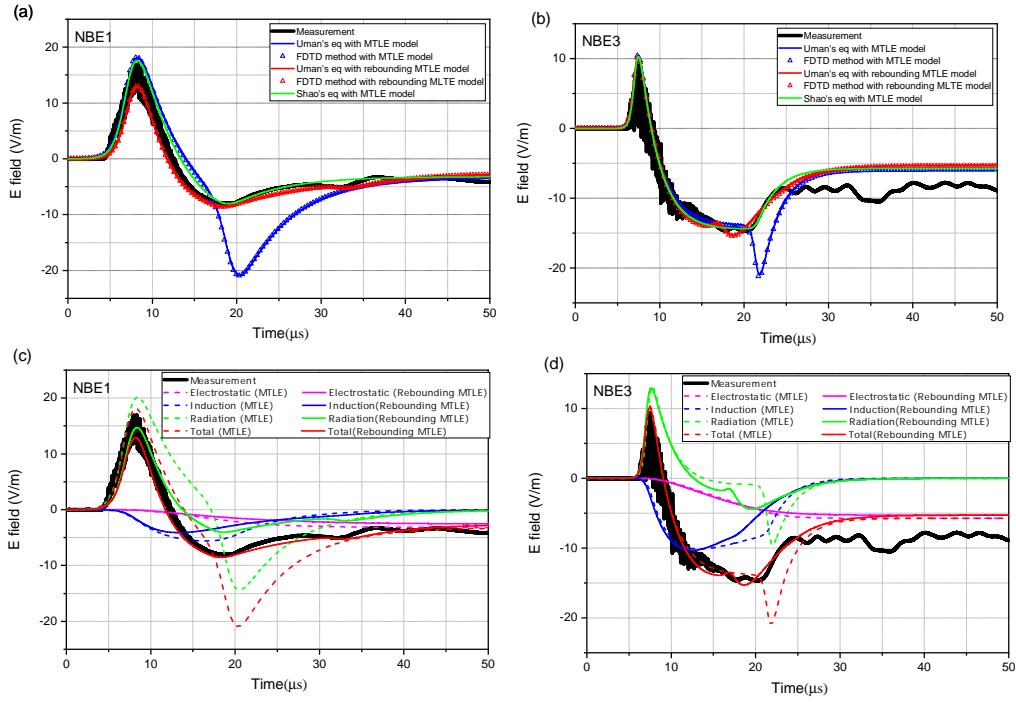 (a)
NBE1
Measurement
Uman's eq with MTLE model
FDTD method with MTLE model
Uman's eq with rebounding MTLE model
FDTD method with rebounding MTLE model
Shao's eq with MTLE model
20
10
0
-10
-20
E field (V/m)
0 10 20 30 40 50
Time(μs)
(b)
NBE3
Measurement
Uman's eq with MTLE model
FDTD method with MTLE model
Uman's eq with rebounding MTLE model
FDTD method with rebounding MLTE model
Shao's eq with MTLE model
10
0
-10
-20
E field (V/m)
0 10 20 30 40 50
Time(μs)
(c)
NBE1
Measurement
Electrostatic (MTLE) Electrostatic (Rebounding MTLE)
Induction (MTLE) Induction(Rebounding MTLE)
Radiation (MTLE) Radiation(Rebounding MTLE)
Total (MTLE) Total(Rebounding MTLE)
20
10
0
-10
-20
E field (V/m)
0 10 20 30 40 50
Time(μs)
(d)
NBE3
Measurement
Electrostatic (MTLE) Electrostatic (Rebounding MTLE)
Induction (MTLE) Induction(Rebounding MTLE)
Radiation (MTLE) Radiation(Rebounding MTLE)
Total (MTLE) Total(Rebounding MTLE)
10
0
-10
-20
E field (V/m)
0 10 20 30 40 50
Time(μs)